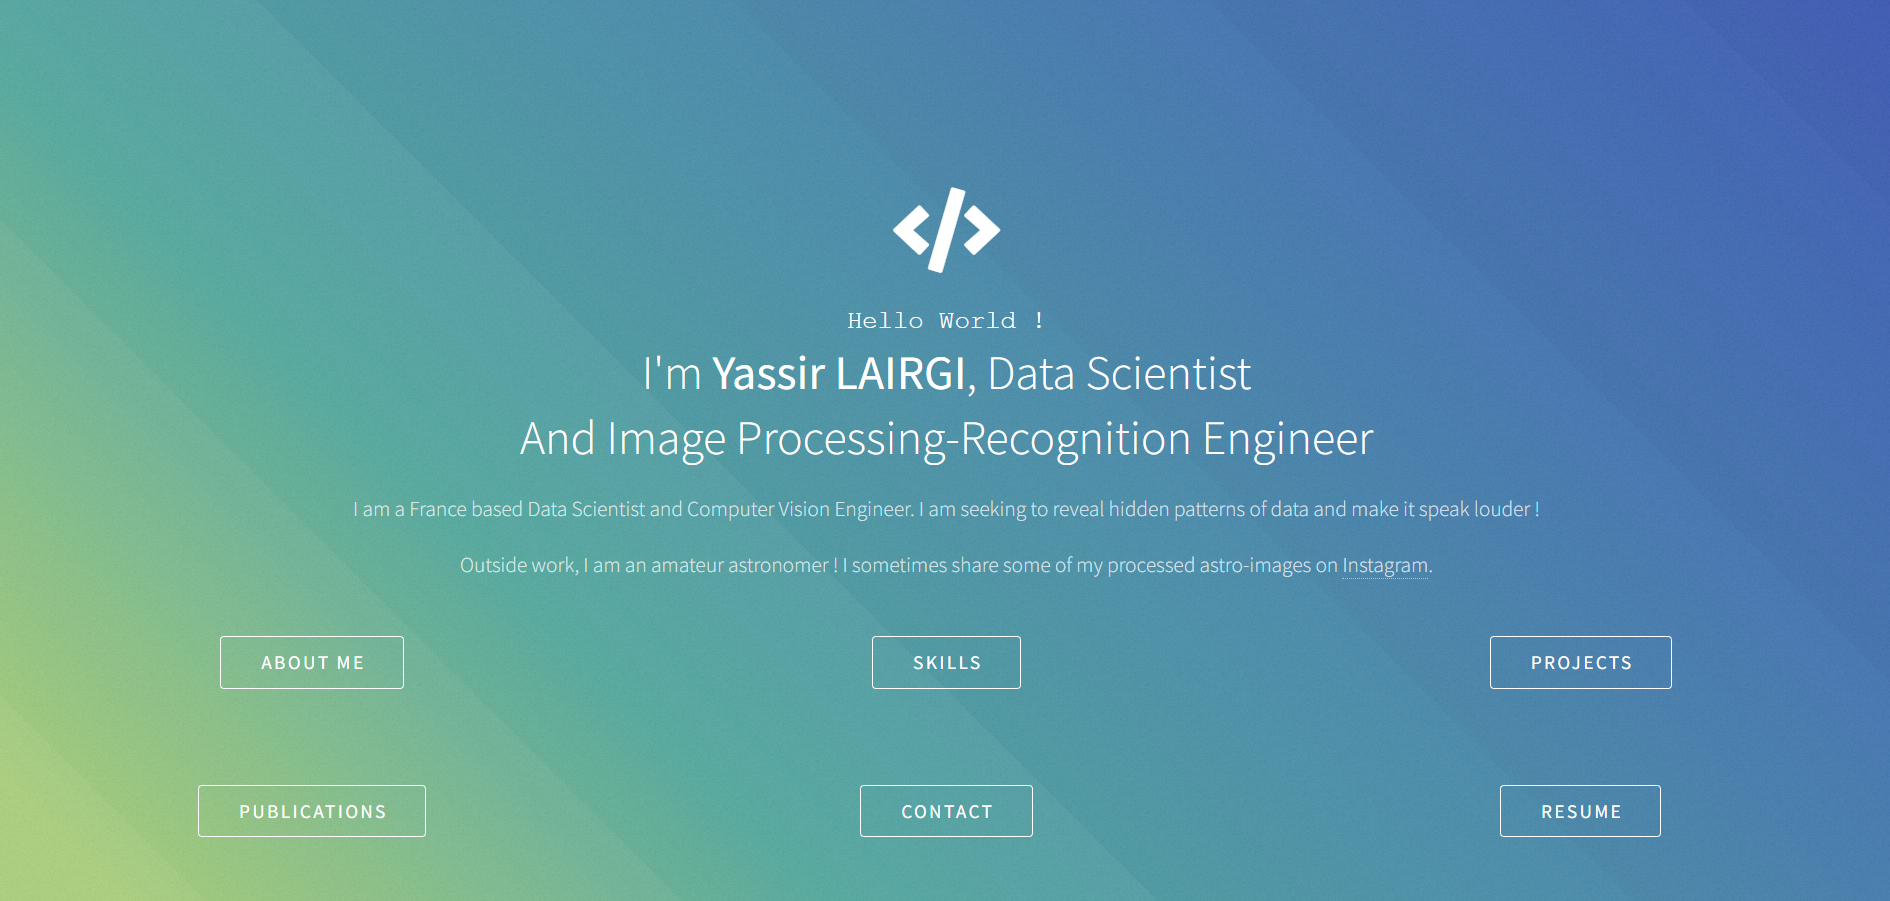 </>
Hello World !
I'm Yassir LAIRGI, Data Scientist
And Image Processing-Recognition Engineer
I am a France based Data Scientist and Computer Vision Engineer. I am seeking to reveal hidden patterns of data and make it speak louder !
Outside work, I am an amateur astronomer ! I sometimes share some of my processed astro-images on Instagram.
ABOUT ME
SKILLS
PROJECTS
PUBLICATIONS
CONTACT
RESUME